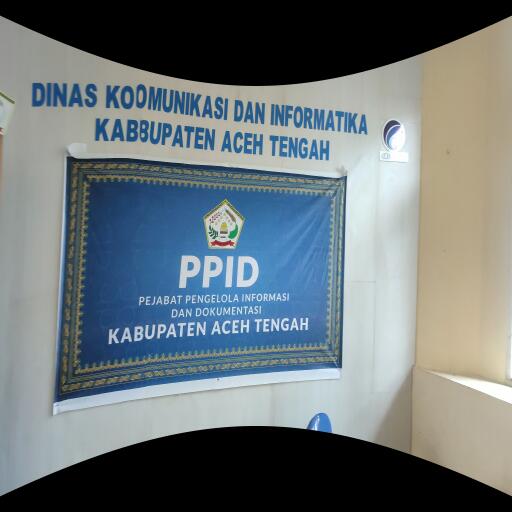 DINAS KOOMUNIKASI DAN INFORMATIKA
KABBUPATEN ACEH TENGAH
PPID
PEJABAT PENGELOLA INFORMASI
DAN DOKUMENTASI
KABUPATEN ACEH TENGAH